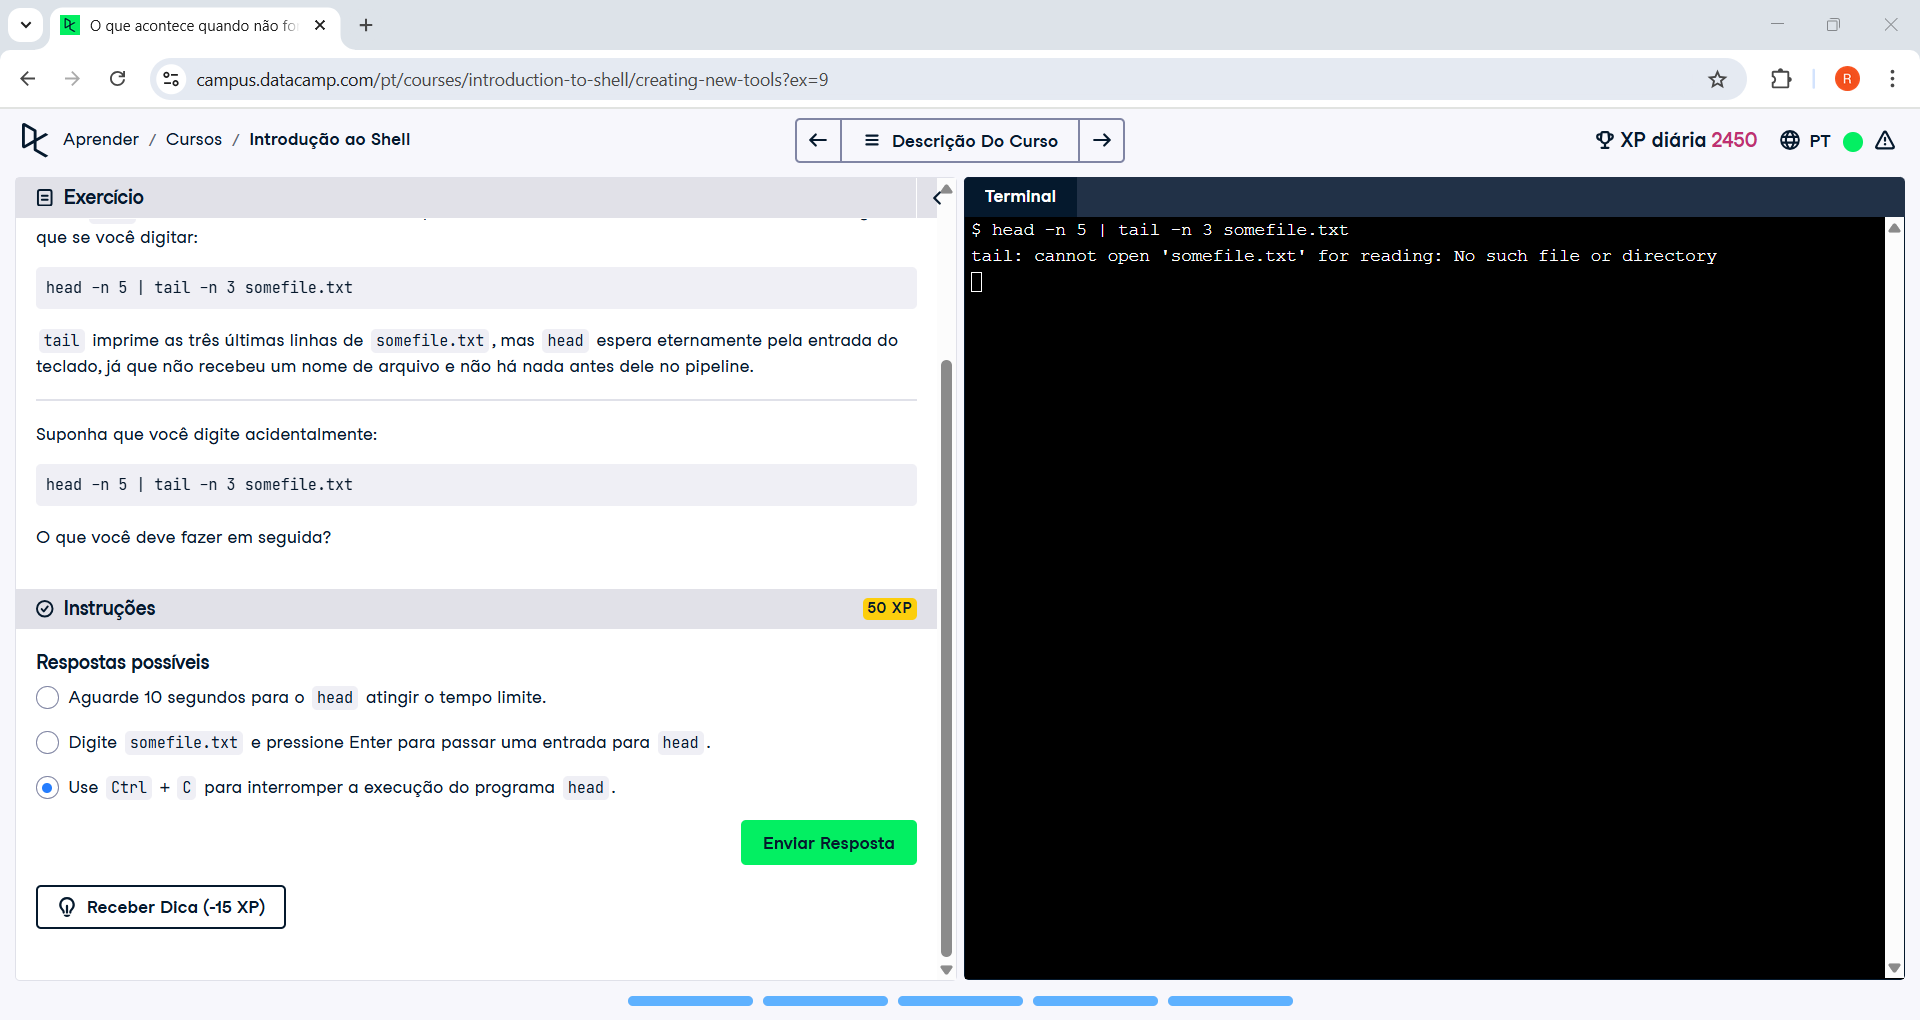 O que acontece quando não fo
campus.datacamp.com/pt/courses/introduction-to-shell/creating-new-tools?ex=9
R
Aprender / Cursos / Introdução ao Shell
Descrição Do Curso
XP diária 2450
PT
Exercício
que se você digitar:
head -n 5 | tail -n 3 somefile.txt
tail imprime as três últimas linhas de somefile.txt, mas head espera eternamente pela entrada do
teclado, já que não recebeu um nome de arquivo e não há nada antes dele no pipeline.
Suponha que você digite acidentalmente:
head -n 5 | tail -n 3 somefile.txt
O que você deve fazer em seguida?
Instruções
50 XP
Respostas possíveis
Aguarde 10 segundos para o head atingir o tempo limite.
Digite somefile.txt e pressione Enter para passar uma entrada para head.
Use Ctrl + C para interromper a execução do programa head.
Enviar Resposta
Receber Dica (-15 XP)
Terminal
$ head -n 5 | tail -n 3 somefile.txt
tail: cannot open 'somefile.txt' for reading: No such file or directory